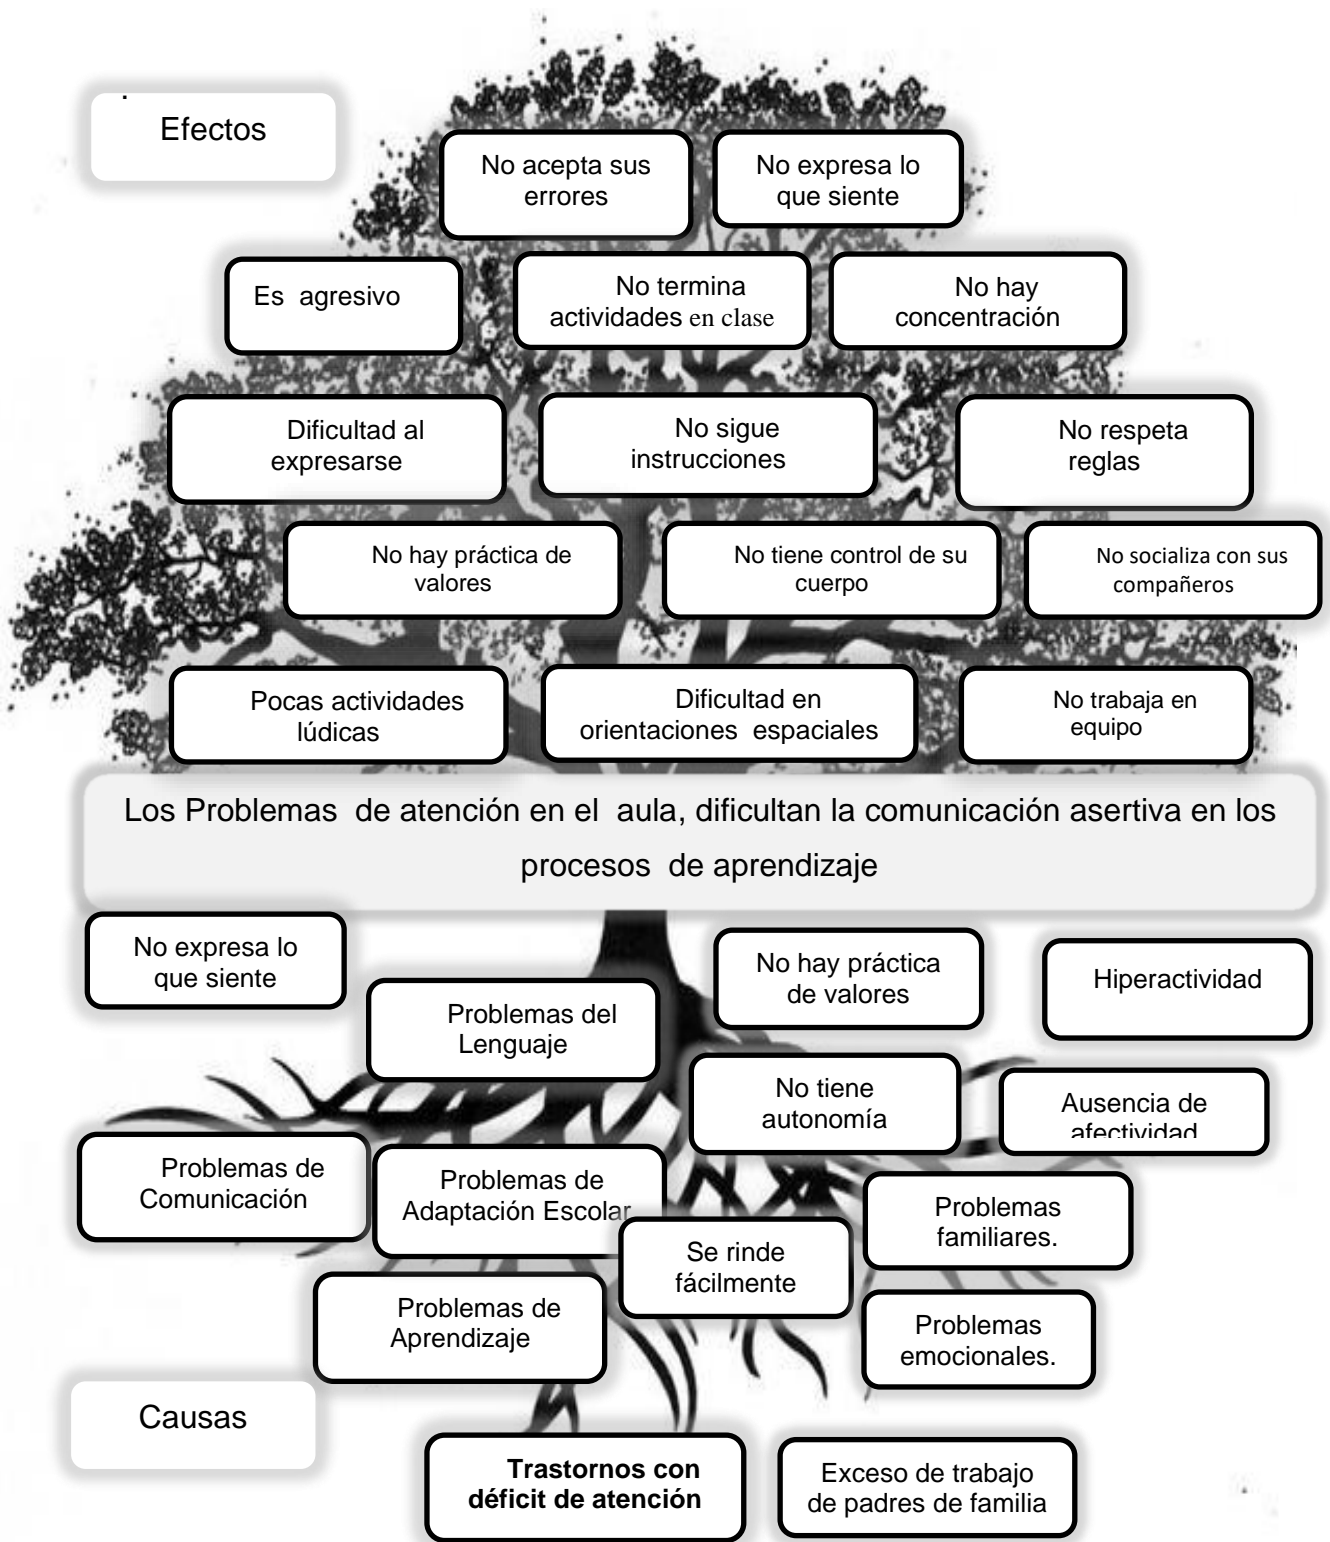 .
Efectos
No acepta sus
errores
No expresa lo
que siente
Es agresivo
No termina
actividades en clase
No hay
concentración
Dificultad al
expresarse
No sigue
instrucciones
No respeta
reglas
No hay práctica de
valores
No tiene control de su
cuerpo
No socializa con sus
compañeros
Pocas actividades
lúdicas
Dificultad en
orientaciones espaciales
No trabaja en
equipo
Los Problemas de atención en el aula, dificultan la comunicación asertiva en los
procesos de aprendizaje
No expresa lo
que siente
No hay práctica
de valores
Hiperactividad
Problemas del
Lenguaje
No tiene
autonomía
Ausencia de
afectividad
Problemas de
Comunicación
Problemas de
Adaptación Escolar
Problemas
familiares.
Se rinde
fácilmente
Problemas de
Aprendizaje
Problemas
emocionales.
Causas
Trastornos con
déficit de atención
Exceso de trabajo
de padres de familia